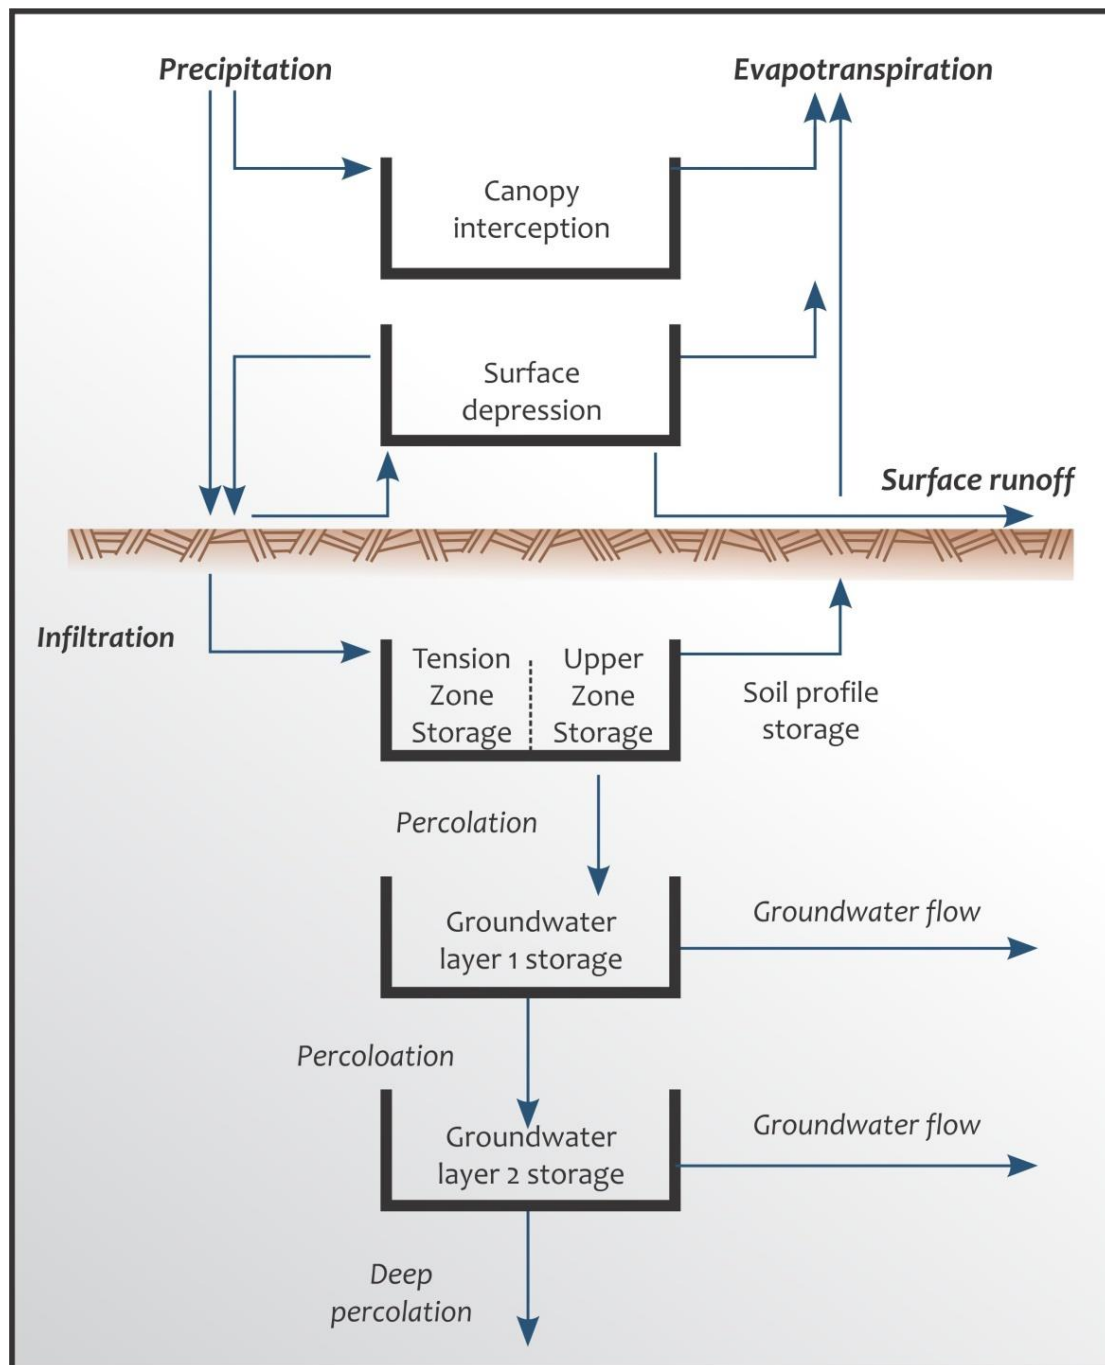 Precipitation
Evapotranspiration
Canopy
interception
Surface
depression
Surface runoff
Infiltration
Tension
Zone
Storage
Upper
Zone
Storage
Soil profile
storage
Percolation
Groundwater
layer 1 storage
Groundwater flow
Percoloation
Groundwater
layer 2 storage
Groundwater flow
Deep
percolation